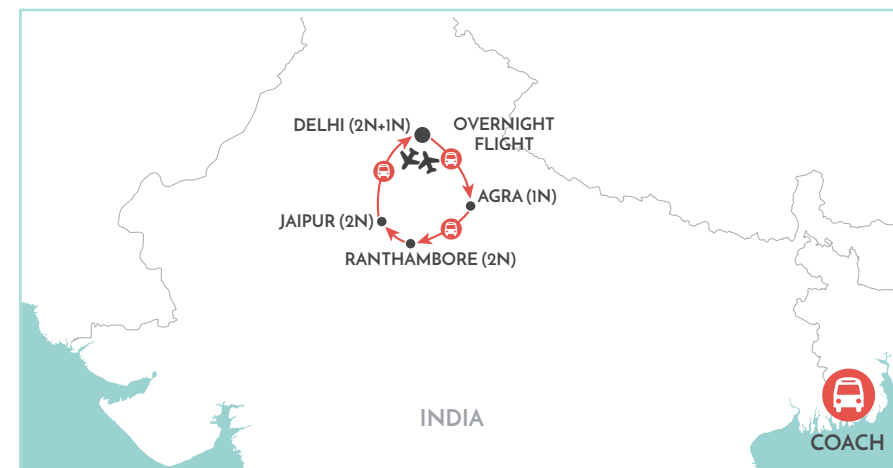 DELHI (2N+1N)
OVERNIGHT
FLIGHT
AGRA (1N)
JAIPUR (2N)
RANTHAMBORE (2N)
INDIA
COACH